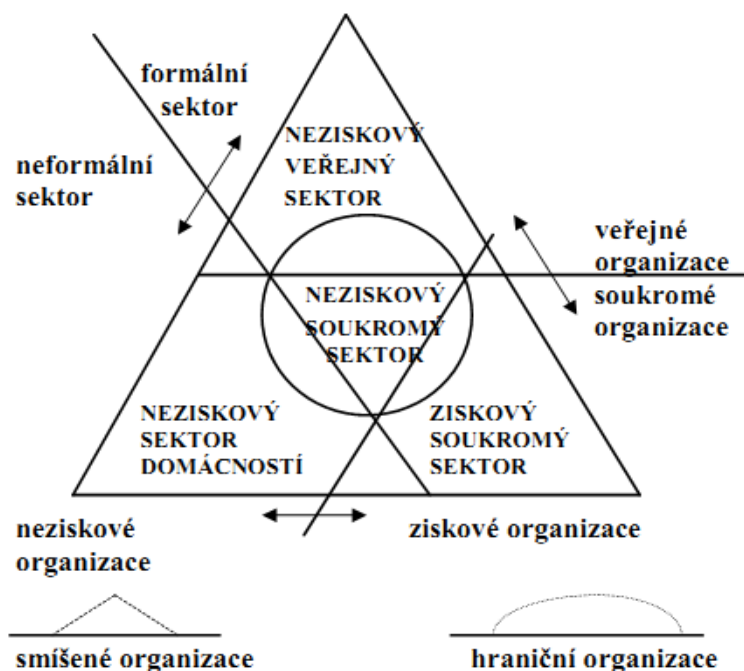 formální
sektor
neformální
sektor
NEZISKOVÝ
VEŘEJNÝ
SEKTOR
veřejné
organizace
soukromé
organizace
NEZISKOVÝ
SOUKROMÝ
SEKTOR
NEZISKOVÝ
SEKTOR
DOMÁCNOSTÍ
ZISKOVÝ
SOUKROMÝ
SEKTOR
neziskové
organizace
ziskové organizace
smíšené organizace
hraniční organizace